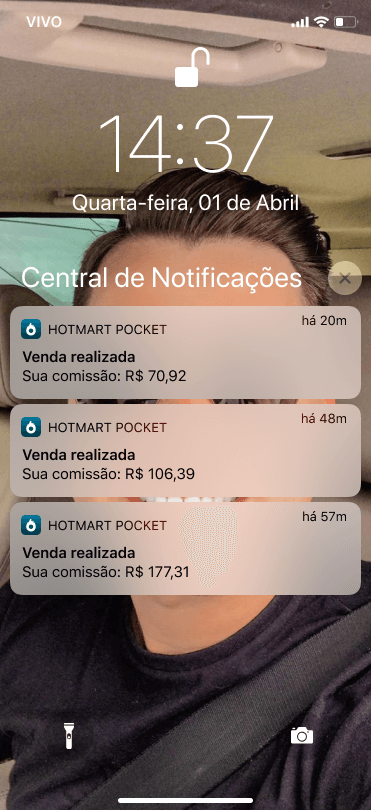 VIVO
14:37
Quarta-feira, 01 de Abril
Central de Notificações
HOTMART POCKET
há 20m
Venda realizada
Sua comissão: R$ 70,92
HOTMART POCKET
há 48m
Venda realizada
Sua comissão: R$ 106,39
HOTMART POCKET
há 57m
Venda realizada
Sua comissão: R$ 177,31